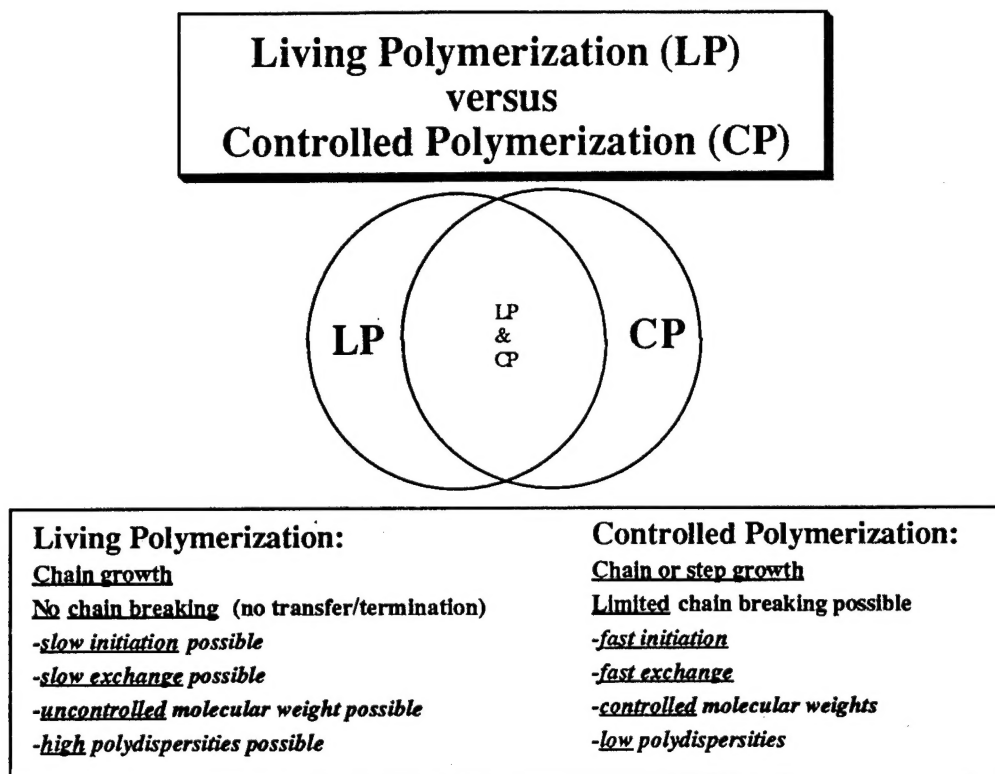 Living Polymerization (LP)
versus
Controlled Polymerization (CP)
LP
LP
&
CP
CP
Living Polymerization:
Chain growth
No chain breaking (no transfer/termination)
-slow initiation possible
-slow exchange possible
-uncontrolled molecular weight possible
-high polydispersities possible
Controlled Polymerization:
Chain or step growth
Limited chain breaking possible
-fast initiation
-fast exchange
-controlled molecular weights
-low polydispersities